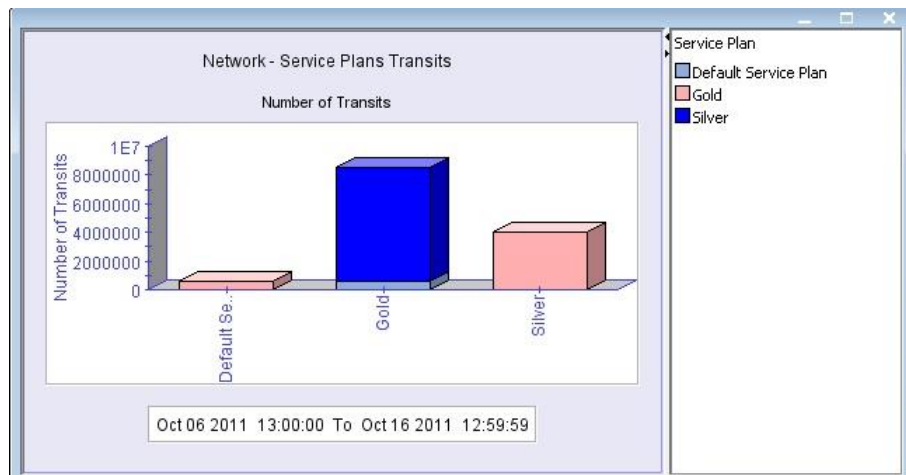 Network - Service Plans Transits
Number of Transits
Number of Transits
1E7
8000000
6000000
4000000
2000000
0
Default Se..
Gold
Silver
Oct 06 2011 13:00:00 To Oct 16 2011 12:59:59
Service Plan
Default Service Plan
Gold
Silver